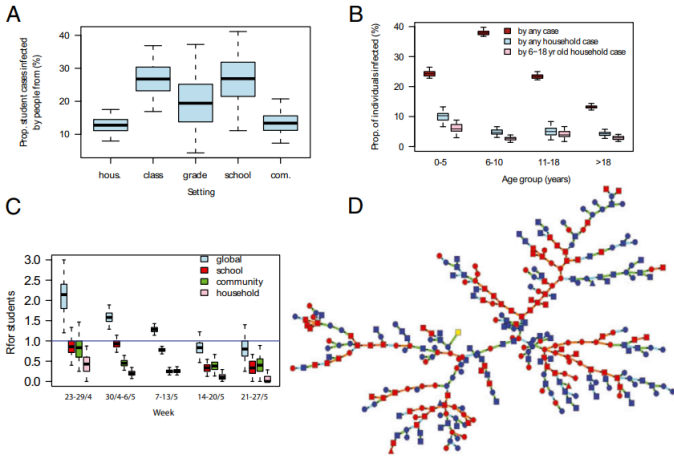 A
Prop. student cases infected
by people from (%)
40
30
20
10
hous. class grade school com.
Setting
B
Prop. of individuals infected (%)
40
30
20
10
0
by any case
by any household case
by 6~18 yr old household case
0-5 6-10 11-18 >18
Age group (years)
C
R for students
3.0
2.5
2.0
1.5
1.0
0.5
0.0
global
school
community
household
23-29/4 30/4-6/5 7-13/5 14-20/5 21-27/5
Week
D